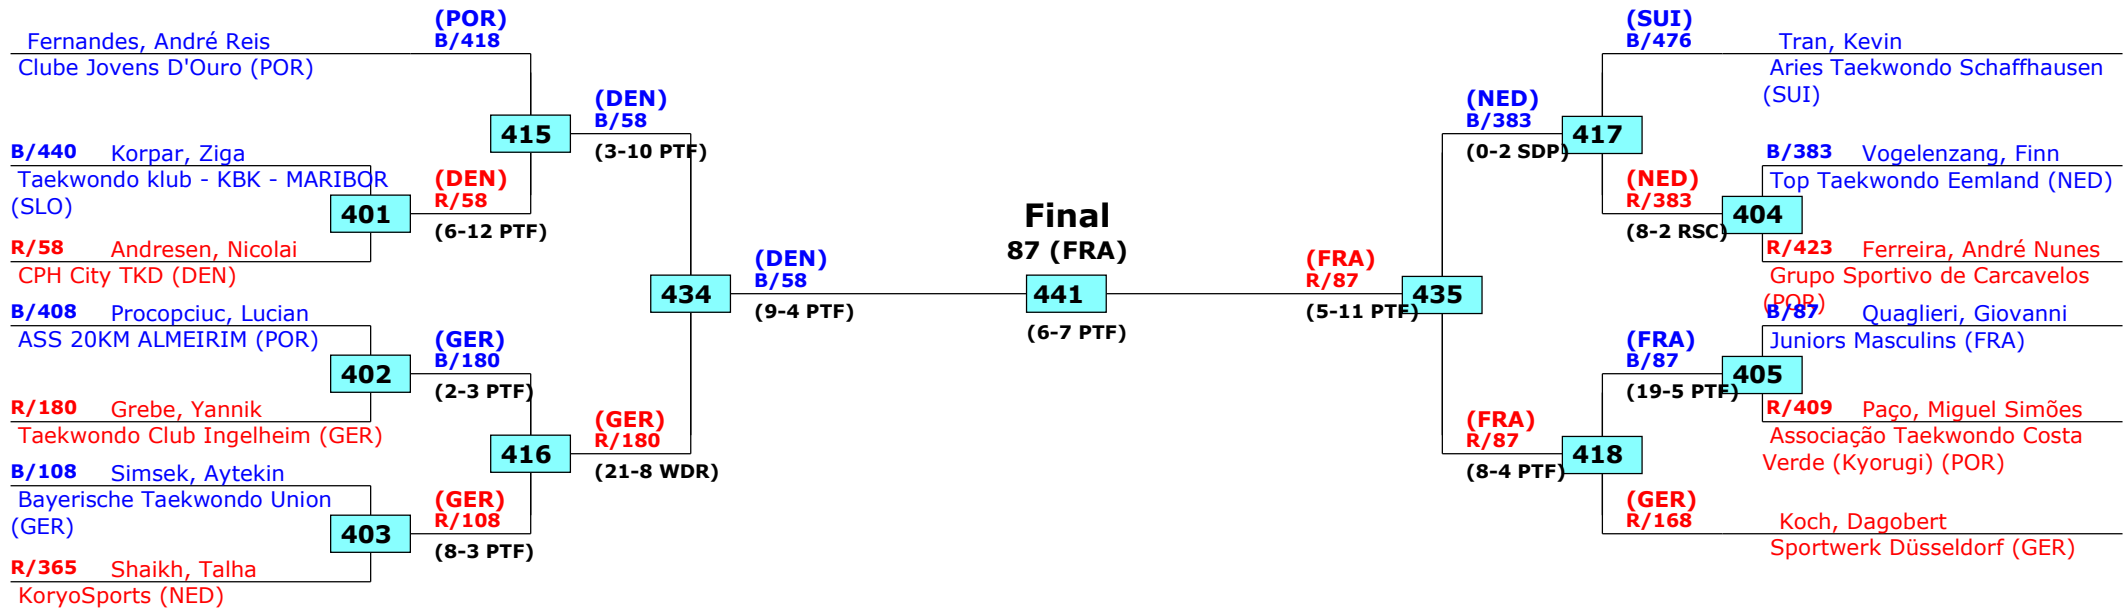 (POR)
B/418
Fernandes, André Reis
Clube Jovens D'Ouro (POR)
415
(DEN)
B/58
(3-10 PTF)
B/440 Korpar, Ziga
Taekwondo klub - KBK - MARIBOR
(SLO)
401
(DEN)
R/58
(6-12 PTF)
R/58 Andresen, Nicolai
CPH City TKD (DEN)
434
(DEN)
B/58
(9-4 PTF)
B/408 Procopciuc, Lucian
ASS 20KM ALMEIRIM (POR)
402
(GER)
B/180
(2-3 PTF)
R/180 Grebe, Yannik
Taekwondo Club Ingelheim (GER)
416
(GER)
R/180
(21-8 WDR)
B/108 Simsek, Aytekin
Bayerische Taekwondo Union
(GER)
403
(GER)
R/108
(8-3 PTF)
R/365 Shaikh, Talha
KoryoSports (NED)
Final
87 (FRA)
441
(6-7 PTF)
(SUI)
B/476
Tran, Kevin
Aries Taekwondo Schaffhausen
(SUI)
(NED)
B/383
417
(0-2 SDP)
B/383 Vogelenzang, Finn
Top Taekwondo Eemland (NED)
(NED)
R/383
404
(8-2 RSC)
R/423 Ferreira, André Nunes
Grupo Sportivo de Carcavelos
(POR)
(FRA)
R/87
435
(5-11 PTF)
B/87 Quaglieri, Giovanni
Juniors Masculins (FRA)
(FRA)
B/87
405
(19-5 PTF)
R/409 Paço, Miguel Simões
Associação Taekwondo Costa
Verde (Kyorugi) (POR)
(FRA)
R/87
418
(8-4 PTF)
(GER)
R/168
Koch, Dagobert
Sportwerk Düsseldorf (GER)